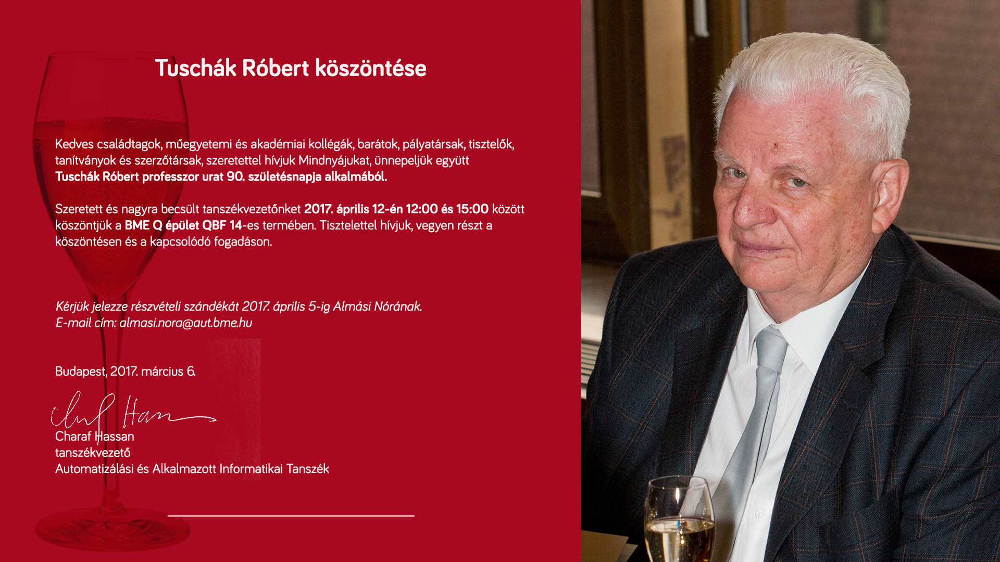 Tuschák Róbert köszöntése
Kedves családtagok, műegyetemi és akadémiai kollégák, barátok, pályatársak, tisztelők,
tanítványok és szerzőtársak, szeretettel hívjuk Mindnyájukat, ünnepeljük együtt
Tuschák Róbert professzor urat 90. születésnapja alkalmából.
Szeretett és nagyra becsült tanszékvezetőnket 2017. április 12-én 12:00 és 15:00 között
köszöntjük a BME Q épület QBF 14-es termében. Tisztelettel hívjuk, vegyen részt a
köszöntésen és a kapcsolódó fogadáson.
Kérjük jelezze részvételi szándékát 2017. április 5-ig Almási Nórának.
E-mail cím: almasi.nora@aut.bme.hu
Budapest, 2017. március 6.
Charaf Hassan
tanszékvezető
Automatizálási és Alkalmazott Informatikai Tanszék